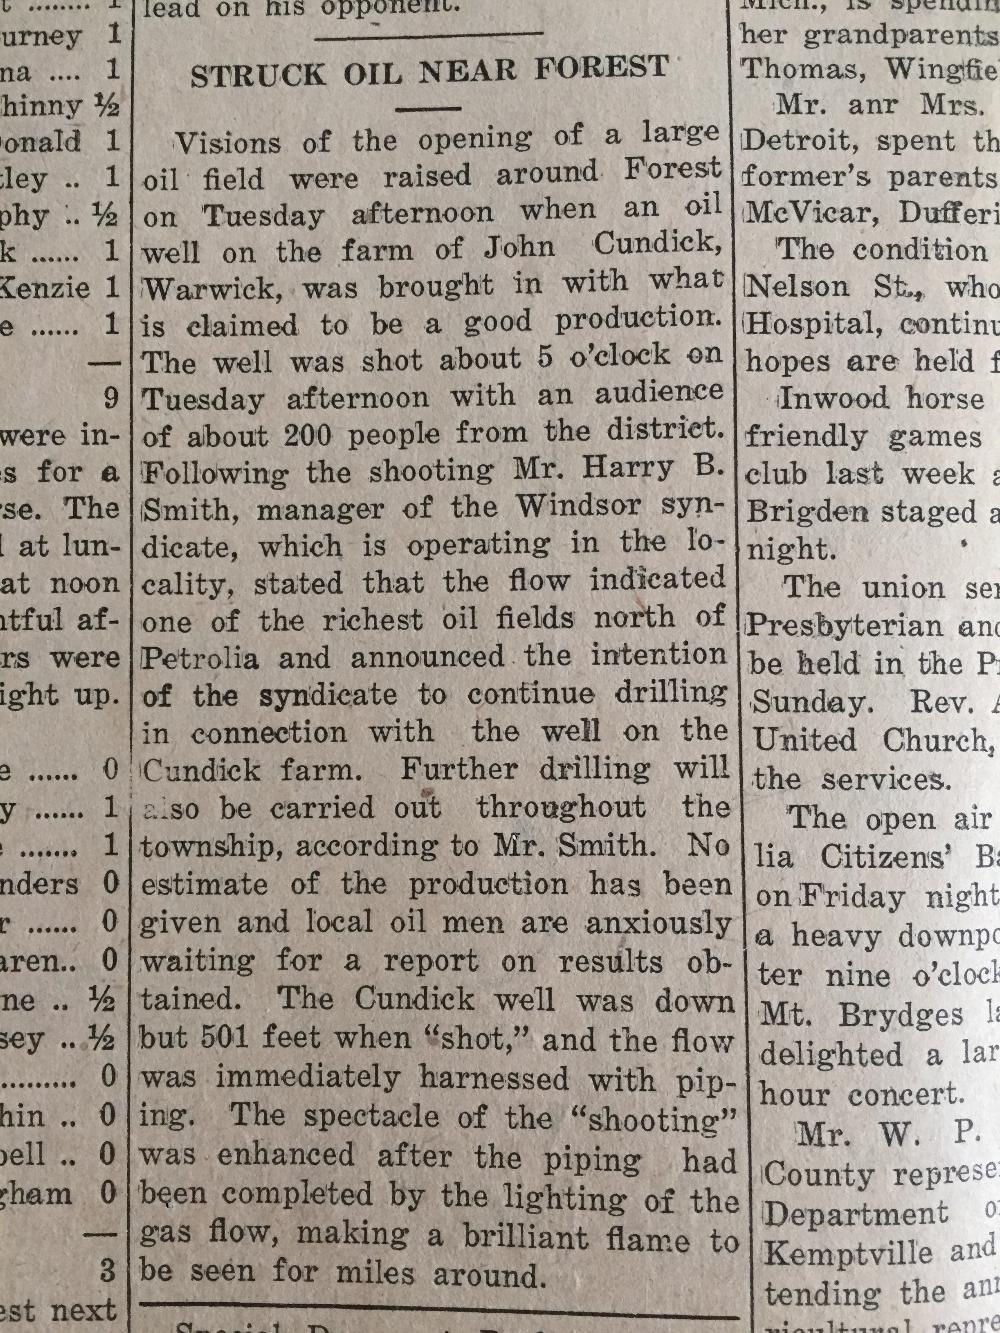 urney 1
na .... 1
hinny ½
onald 1
tley .. 1
phy .. ½
k ...... 1
Kenzie 1
e ...... 1
—
9
were in-
es for a
rse. The
l at lun-
at noon
htful af-
rs were
ight up.
e ...... 0
y ...... 1
e ....... 1
nders 0
r ...... 0
aren.. 0
ne .. ½
sey .. ½
......... 0
hin .. 0
bell .. 0
gham 0
—
3
est next
lead on his opponent.
STRUCK OIL NEAR FOREST
Visions of the opening of a large
oil field were raised around Forest
on Tuesday afternoon when an oil
well on the farm of John Cundick,
Warwick, was brought in with what
is claimed to be a good production.
The well was shot about 5 o'clock on
Tuesday afternoon with an audience
of about 200 people from the district.
Following the shooting Mr. Harry B.
Smith, manager of the Windsor syn-
dicate, which is operating in the lo-
cality, stated that the flow indicated
one of the richest oil fields north of
Petrolia and announced the intention
of the syndicate to continue drilling
in connection with the well on the
Cundick farm. Further drilling will
also be carried out throughout the
township, according to Mr. Smith. No
estimate of the production has been
given and local oil men are anxiously
waiting for a report on results ob-
tained. The Cundick well was down
but 501 feet when "shot," and the flow
was immediately harnessed with pip-
ing. The spectacle of the "shooting"
was enhanced after the piping had
been completed by the lighting of the
gas flow, making a brilliant flame to
be seen for miles around.
Mich., is spendin
her grandparents
Thomas, Wingfie
Mr. anr Mrs.
Detroit, spent th
former's parents
McVicar, Dufferi
The condition
Nelson St., who
Hospital, continu
hopes are held f
Inwood horse
friendly games
club last week a
Brigden staged a
night.
The union ser
Presbyterian and
be held in the P
Sunday. Rev. A
United Church,
the services.
The open air
lia Citizens' Ba
on Friday night
a heavy downpo
ter nine o'clock
Mt. Brydges la
delighted a lar
hour concert.
Mr. W. P.
County represe
Department o
Kemptville and
tending the ann